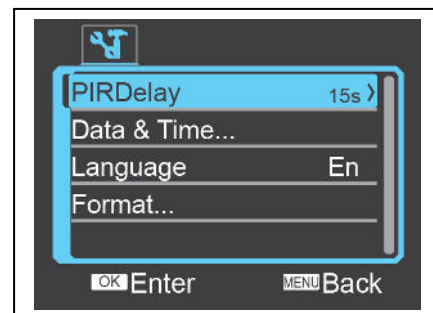 PIRDelay 15s
Data & Time...
Language En
Format...
OK Enter MENU Back